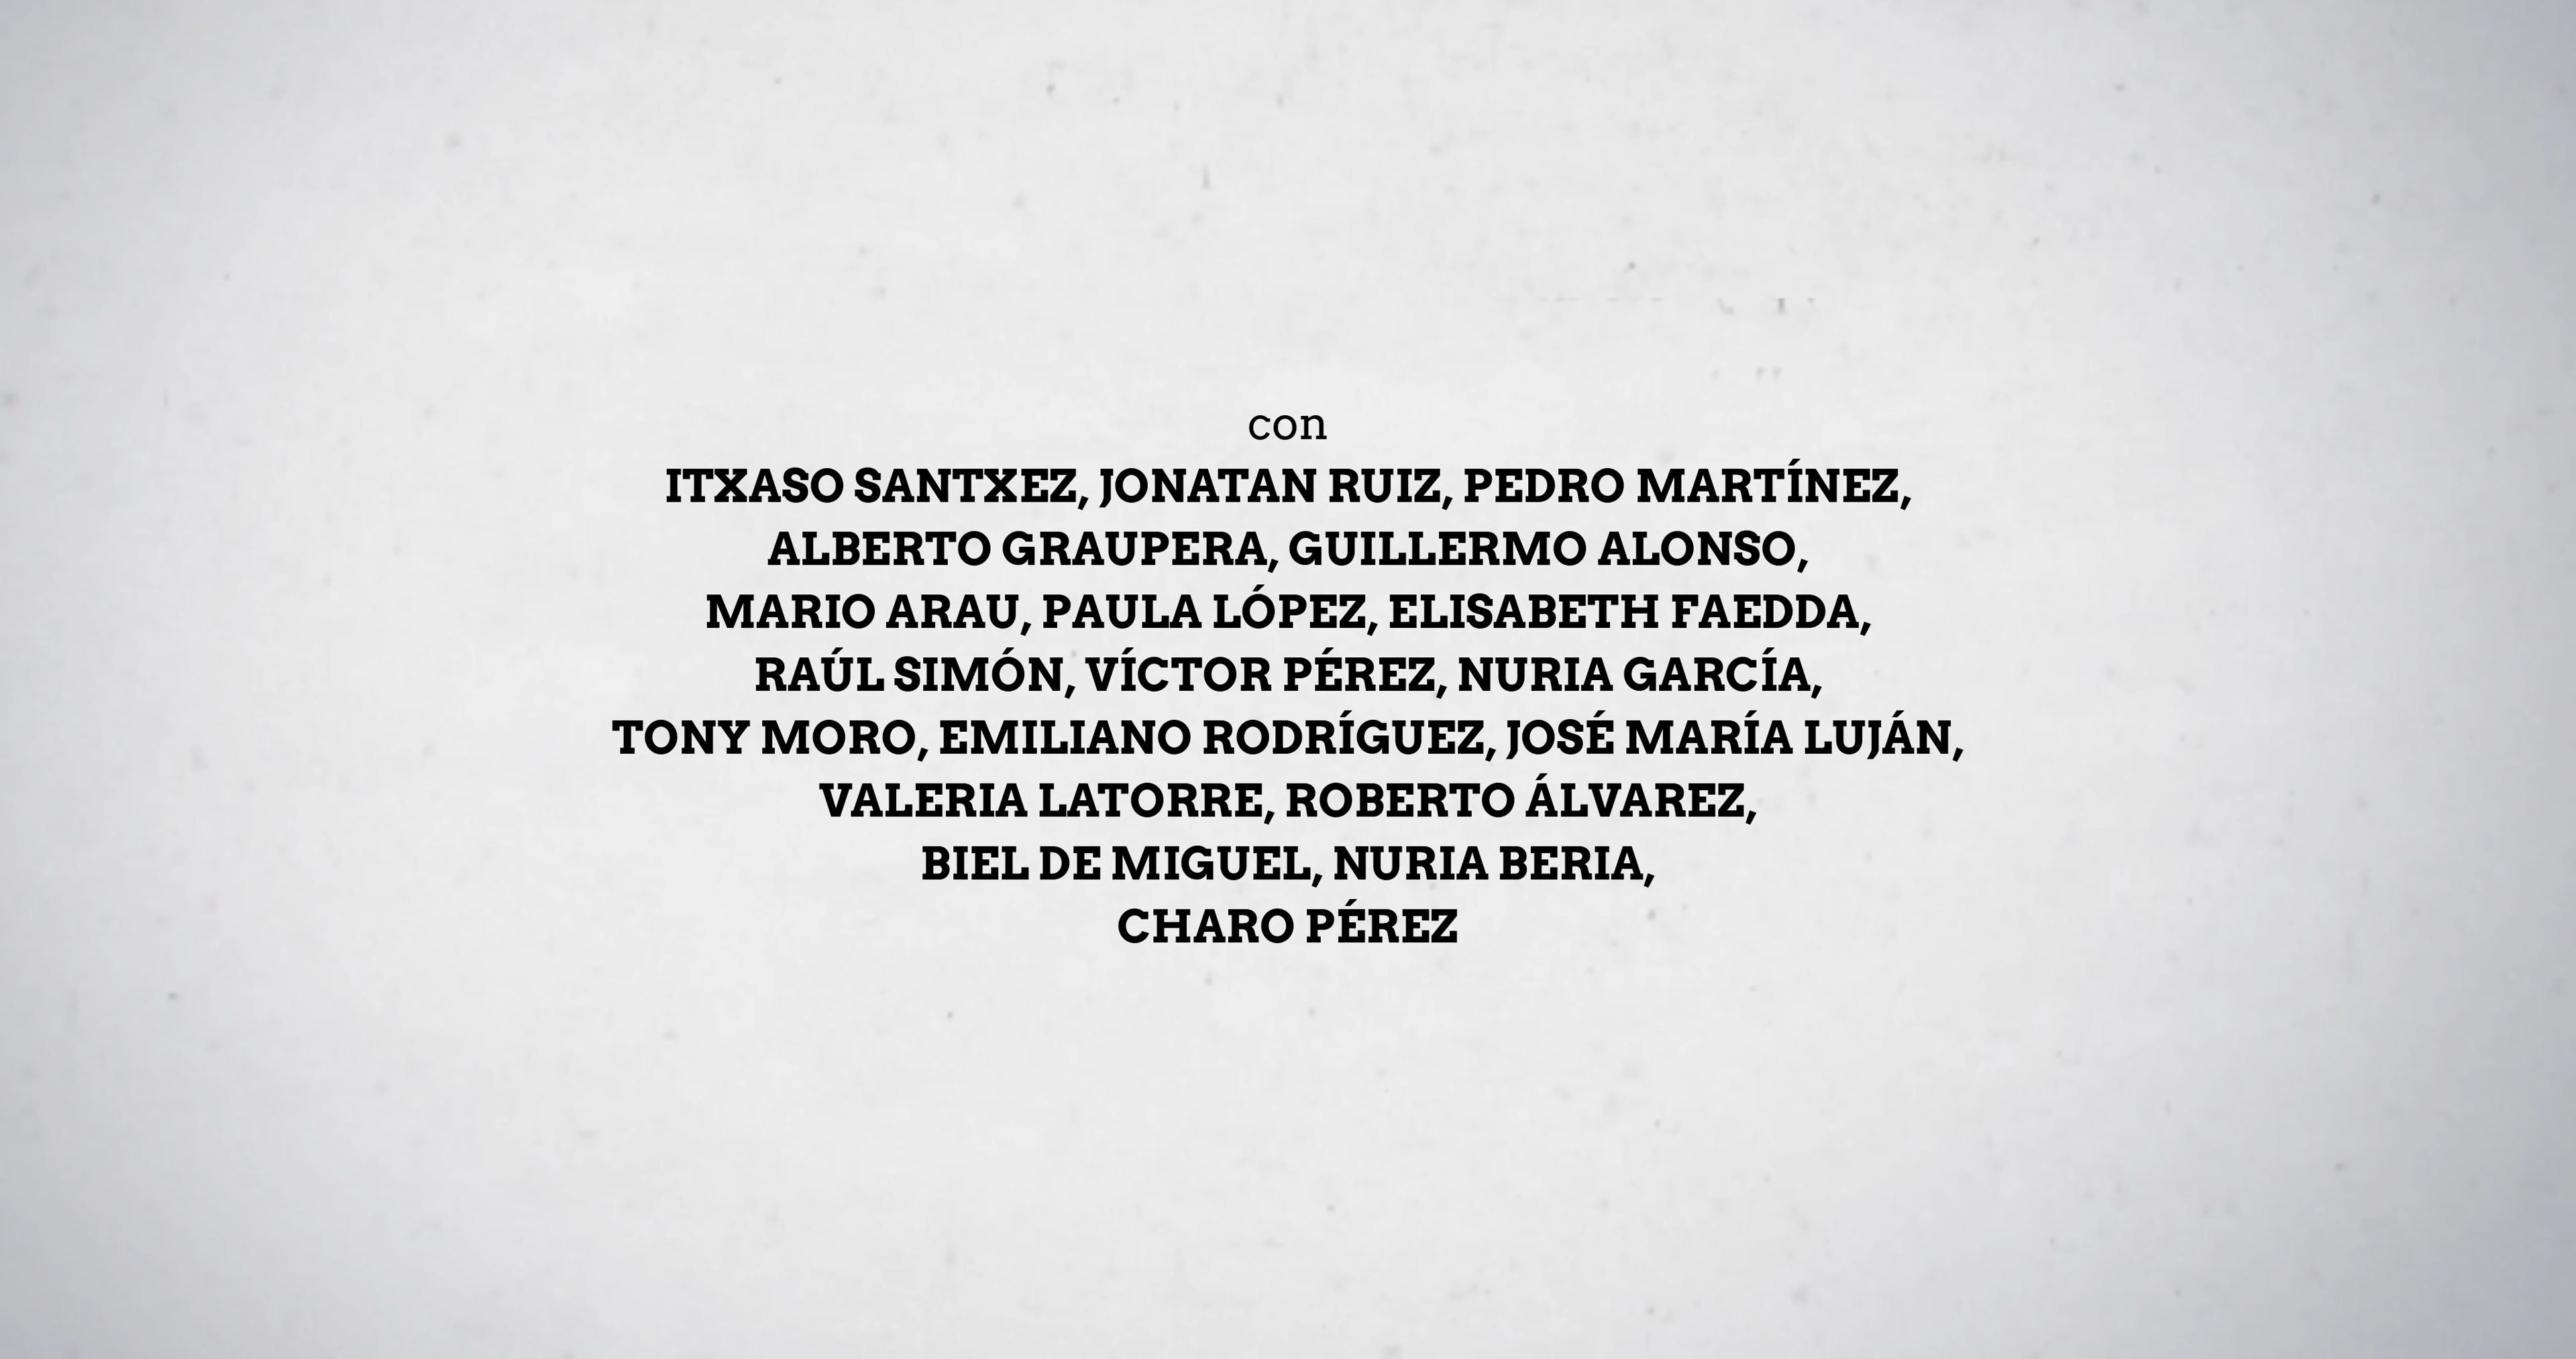 con
ITXASO SANTXEZ, JONATAN RUIZ, PEDRO MARTÍNEZ,
ALBERTO GRAUPERA, GUILLERMO ALONSO,
MARIO ARAU, PAULA LÓPEZ, ELISABETH FAEDDA,
RAÚL SIMÓN, VÍCTOR PÉREZ, NURIA GARCÍA,
TONY MORO, EMILIANO RODRÍGUEZ, JOSÉ MARÍA LUJÁN,
VALERIA LATORRE, ROBERTO ÁLVAREZ,
BIEL DE MIGUEL, NURIA BERIA,
CHARO PÉREZ